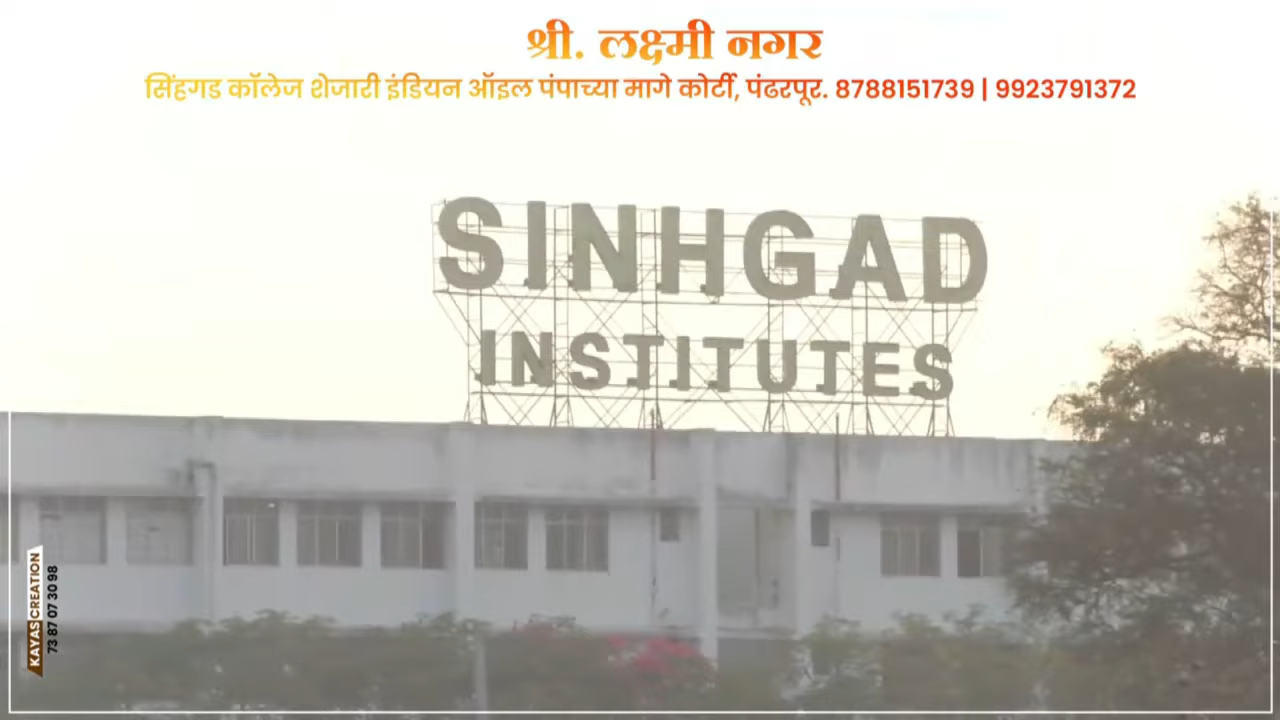 श्री. लक्ष्मी नगर
सिंहगड कॉलेज शेजारी इंडियन ऑइल पंपाच्या मागे कोर्टी, पंढरपूर. 8788151739 | 9923791372
SINHGAD
INSTITUTES
KAYAS CREATION
73 87 07 30 98